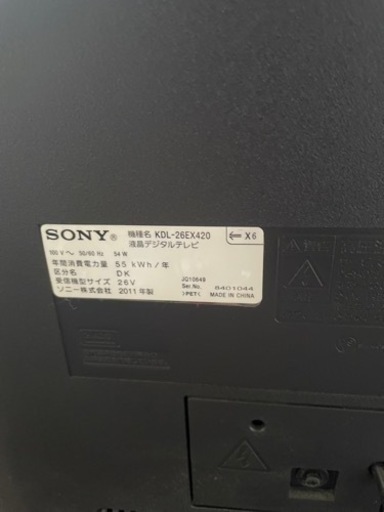 SONY® 機種名 KDL-26EX420 X6
液晶デジタルテレビ
100 V～ 50/60 Hz 54 W
年間消費電力量 55 kWh/年
区分名 DK JQ10649
受信機型サイズ 26V Ser.No. 6401044
ソニー株式会社 2011年製 >PET< MADE IN CHINA